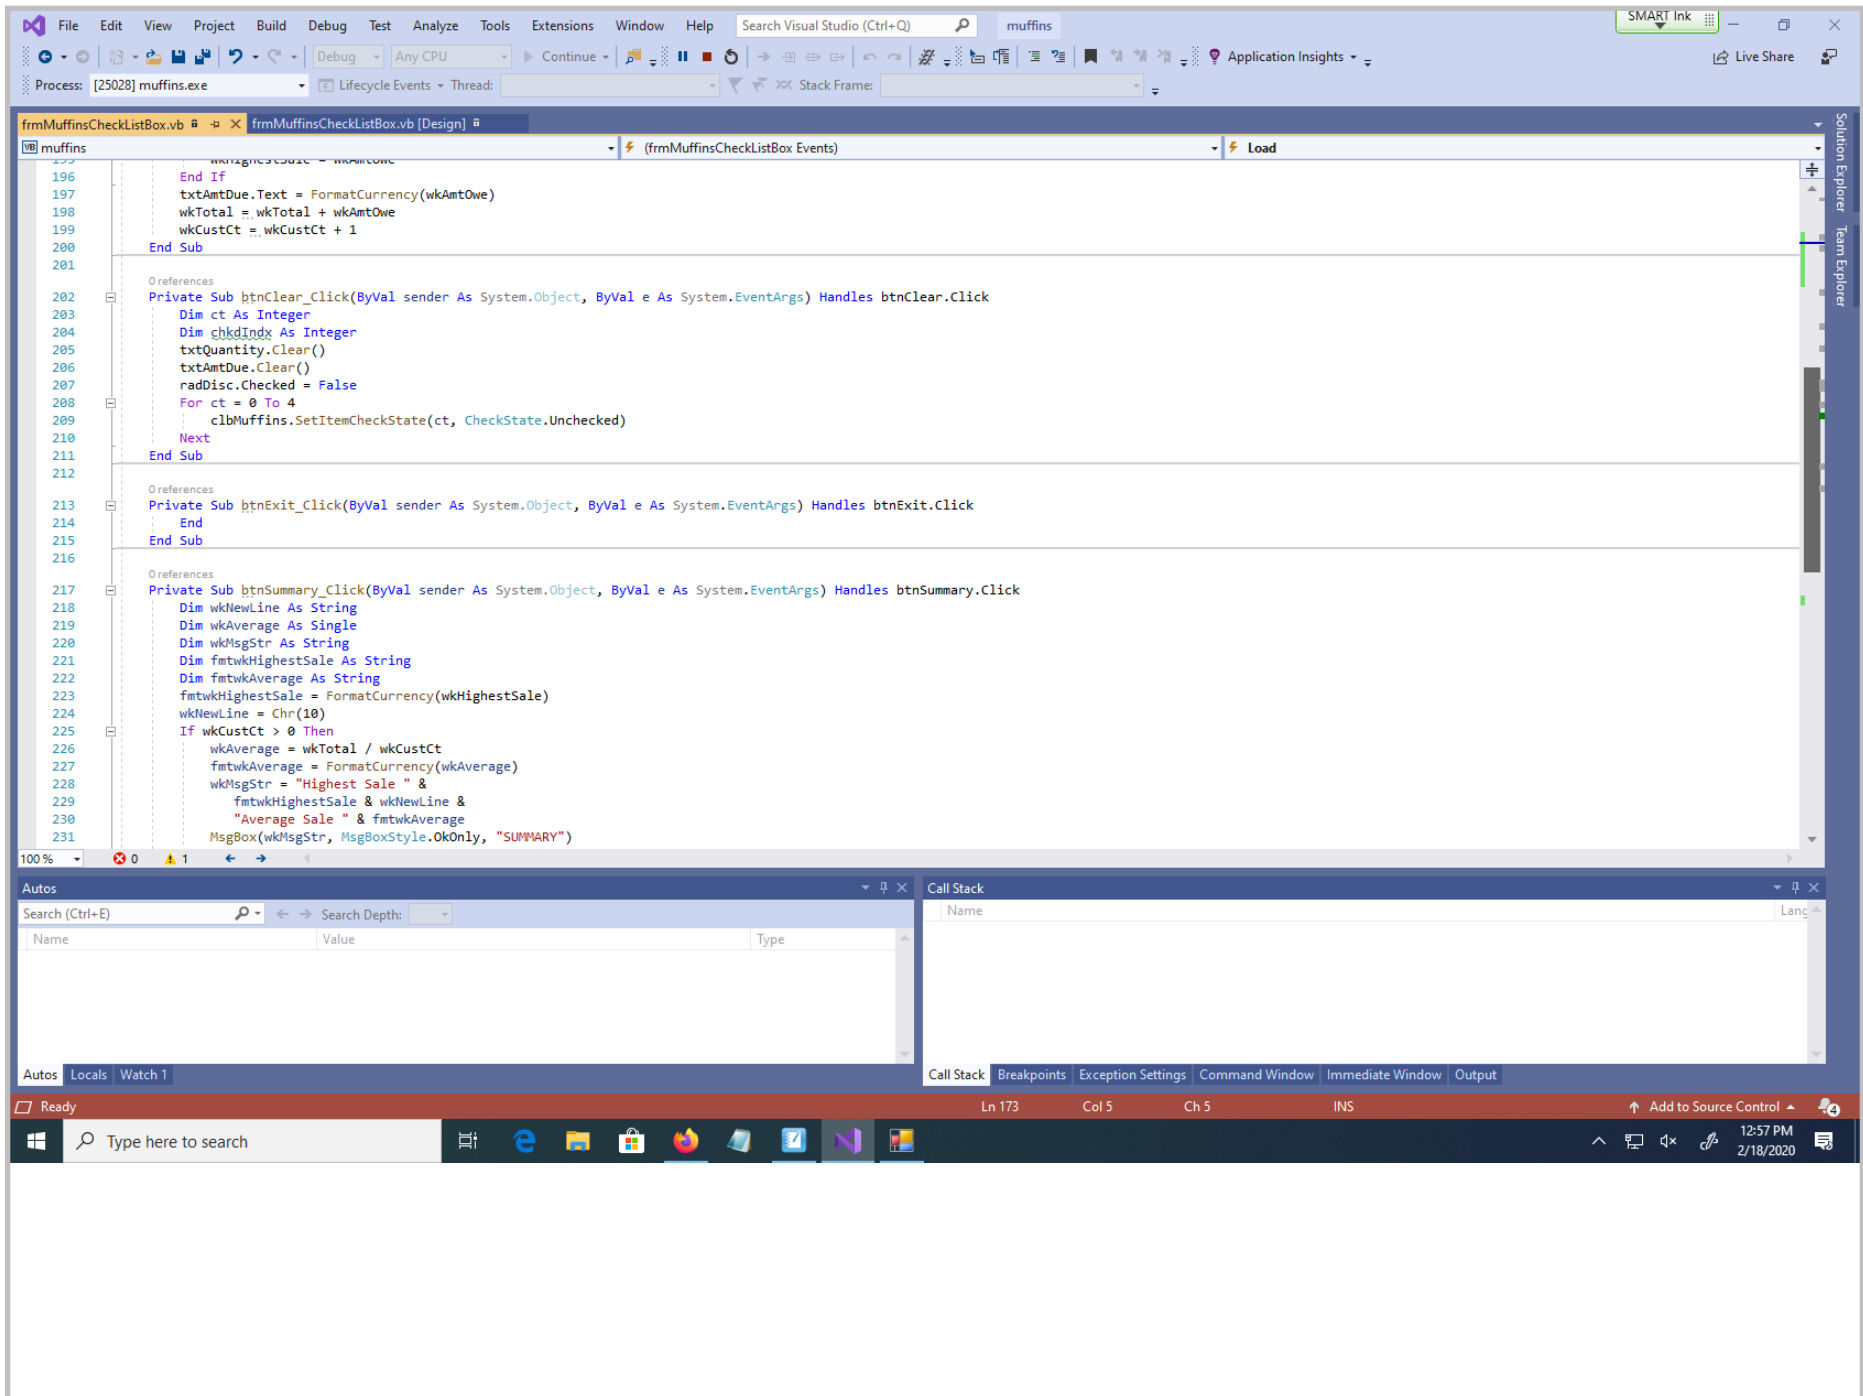 File Edit View Project Build Debug Test Analyze Tools Extensions Window Help Search Visual Studio (Ctrl+Q) muffins SMART Ink
Debug Any CPU Continue Application Insights Live Share
Process: [25028] muffins.exe Lifecycle Events Thread: Stack Frame:
frmMuffinsCheckListBox.vb frmMuffinsCheckListBox.vb [Design]
VB muffins (frmMuffinsCheckListBox Events) Load
Solution Explorer
Team Explorer
195 wkHighestSale = wkAmtOwe
196 End If
197 txtAmtDue.Text = FormatCurrency(wkAmtOwe)
198 wkTotal = wkTotal + wkAmtOwe
199 wkCustCt = wkCustCt + 1
200 End Sub
201
0 references
202 Private Sub btnClear_Click(ByVal sender As System.Object, ByVal e As System.EventArgs) Handles btnClear.Click
203 Dim ct As Integer
204 Dim chkdIndx As Integer
205 txtQuantity.Clear()
206 txtAmtDue.Clear()
207 radDisc.Checked = False
208 For ct = 0 To 4
209 clbMuffins.SetItemCheckState(ct, CheckState.Unchecked)
210 Next
211 End Sub
212
0 references
213 Private Sub btnExit_Click(ByVal sender As System.Object, ByVal e As System.EventArgs) Handles btnExit.Click
214 End
215 End Sub
216
0 references
217 Private Sub btnSummary_Click(ByVal sender As System.Object, ByVal e As System.EventArgs) Handles btnSummary.Click
218 Dim wkNewLine As String
219 Dim wkAverage As Single
220 Dim wkMsgStr As String
221 Dim fmtwkHighestSale As String
222 Dim fmtwkAverage As String
223 fmtwkHighestSale = FormatCurrency(wkHighestSale)
224 wkNewLine = Chr(10)
225 If wkCustCt > 0 Then
226 wkAverage = wkTotal / wkCustCt
227 fmtwkAverage = FormatCurrency(wkAverage)
228 wkMsgStr = "Highest Sale " &
229 fmtwkHighestSale & wkNewLine &
230 "Average Sale " & fmtwkAverage
231 MsgBox(wkMsgStr, MsgBoxStyle.OkOnly, "SUMMARY")
100 % 0 1
Autos
Search (Ctrl+E) Search Depth:
Name Value Type
Autos Locals Watch 1
Call Stack
Name Lang
Call Stack Breakpoints Exception Settings Command Window Immediate Window Output
Ready Ln 173 Col 5 Ch 5 INS Add to Source Control 4
Type here to search 12:57 PM
2/18/2020